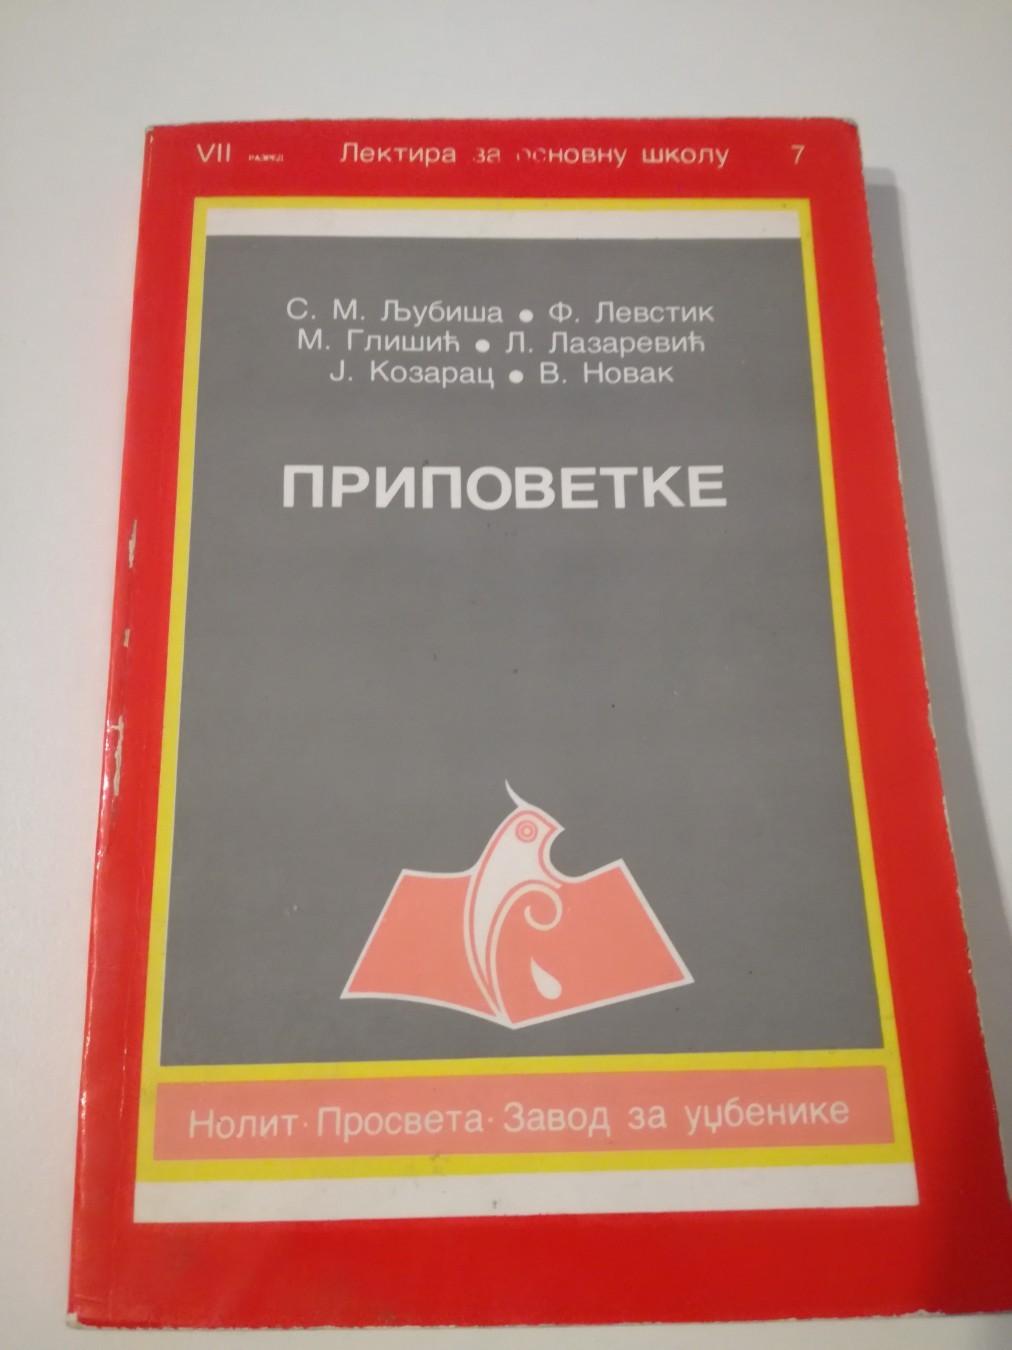 VII РАЗРЕД Лектира за основну школу 7
С. М. Љубиша • Ф. Левстик
М. Глишић • Л. Лазаревић
Ј. Козарац • В. Новак
ПРИПОВЕТКЕ
Нолит · Просвета · Завод за уџбенике